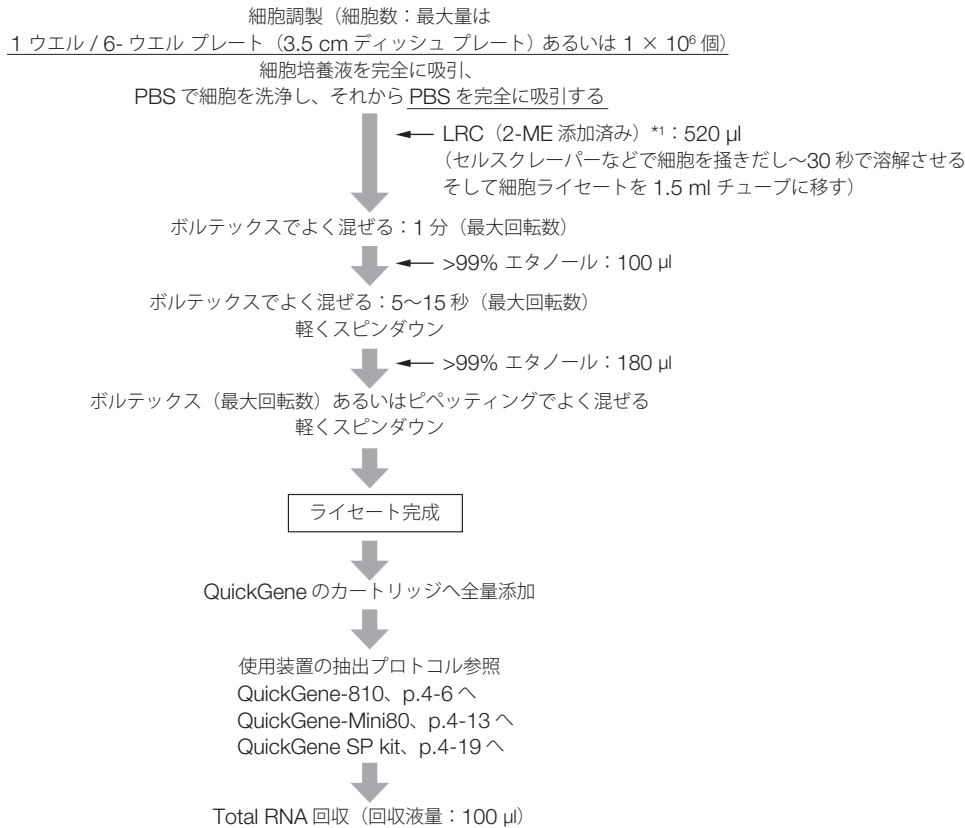 細胞調製（細胞数：最大量は
1 ウエル / 6- ウエル プレート（3.5 cm ディッシュ プレート）あるいは 1 × 10⁶ 個）
細胞培養液を完全に吸引、
PBS で細胞を洗浄し、それから PBS を完全に吸引する
LRC（2-ME 添加済み）*¹：520 µl
（セルスクレーパーなどで細胞を掻きだし～30 秒で溶解させる
そして細胞ライセートを 1.5 ml チューブに移す）
ボルテックスでよく混ぜる：1 分（最大回転数）
>99% エタノール：100 µl
ボルテックスでよく混ぜる：5～15 秒（最大回転数）
軽くスピンダウン
>99% エタノール：180 µl
ボルテックス（最大回転数）あるいはピペッティングでよく混ぜる
軽くスピンダウン
ライセート完成
QuickGene のカートリッジへ全量添加
使用装置の抽出プロトコル参照
QuickGene-810、p.4-6 へ
QuickGene-Mini80、p.4-13 へ
QuickGene SP kit、p.4-19 へ
Total RNA 回収（回収液量：100 µl）